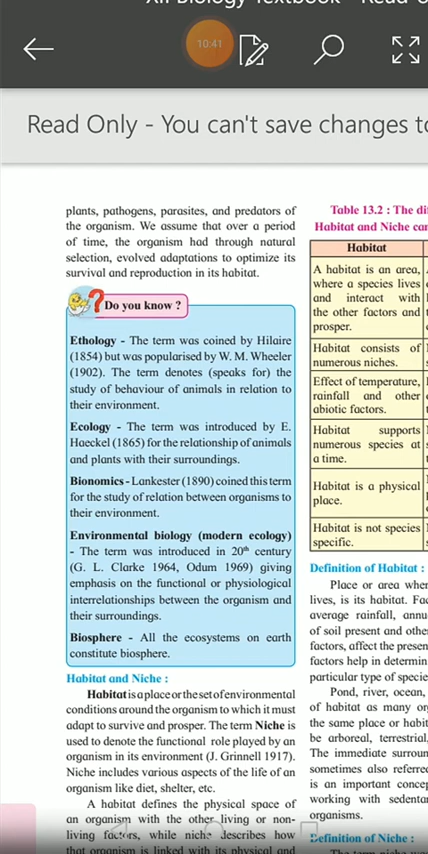 10:41
Read Only - You can't save changes to
plants, pathogens, parasites, and predators of
the organism. We assume that over a period
of time, the organism had through natural
selection, evolved adaptations to optimize its
survival and reproduction in its habitat.
Do you know ?
Ethology - The term was coined by Hilaire
(1854) but was popularised by W. M. Wheeler
(1902). The term denotes (speaks for) the
study of behaviour of animals in relation to
their environment.
Ecology - The term was introduced by E.
Haeckel (1865) for the relationship of animals
and plants with their surroundings.
Bionomics - Lankester (1890) coined this term
for the study of relation between organisms to
their environment.
Environmental biology (modern ecology)
- The term was introduced in 20th century
(G. L. Clarke 1964, Odum 1969) giving
emphasis on the functional or physiological
interrelationships between the organism and
their surroundings.
Biosphere - All the ecosystems on earth
constitute biosphere.
Habitat and Niche :
Habitat is a place or the set of environmental
conditions around the organism to which it must
adapt to survive and prosper. The term Niche is
used to denote the functional role played by an
organism in its environment (J. Grinnell 1917).
Niche includes various aspects of the life of an
organism like diet, shelter, etc.
A habitat defines the physical space of
an organism with the other living or non-
living factors, while niche describes how
that organism is linked with its physical and
Table 13.2 : The di
Habitat and Niche ca
Habitat
A habitat is an area,
where a species lives
and interact with
the other factors and
prosper.
Habitat consists of
numerous niches.
Effect of temperature,
rainfall and other
abiotic factors.
Habitat supports
numerous species at
a time.
Habitat is a physical
place.
Habitat is not species
specific.
Definition of Habitat :
Place or area wher
lives, is its habitat. Fac
average rainfall, annu
of soil present and othe
factors, affect the presen
factors help in determin
particular type of specie
Pond, river, ocean,
of habitat as many or
the same place or habit
be arboreal, terrestrial,
The immediate surroun
sometimes also referre
is an important concep
working with sedenta
organisms.
Definition of Niche :